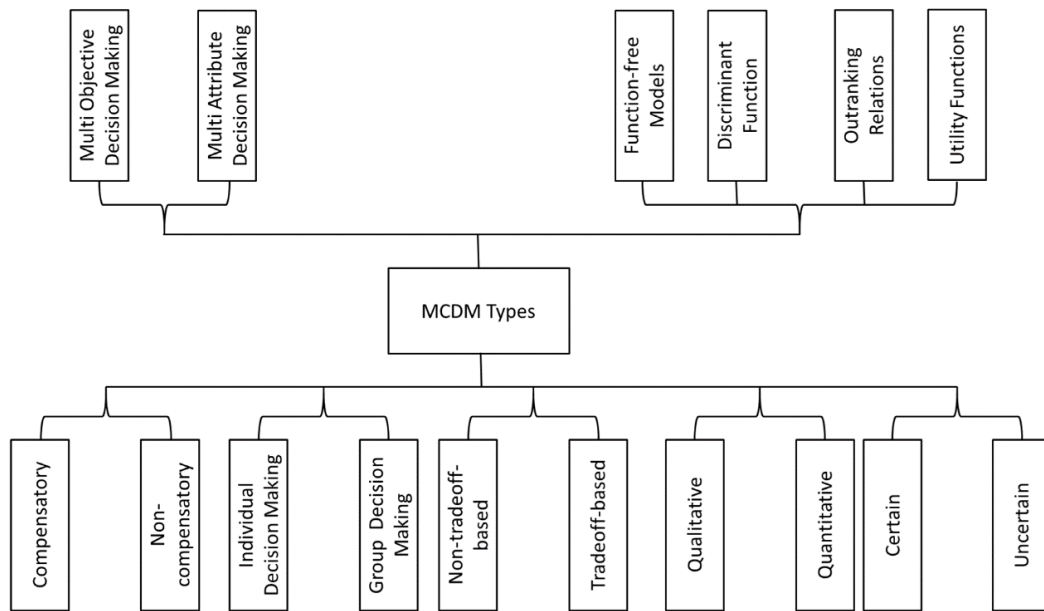 Multi Objective
Decision Making
Multi Attribute
Decision Making
Function-free
Models
Discriminant
Function
Outranking
Relations
Utility Functions
MCDM Types
Compensatory
Non-
compensatory
Individual
Decision Making
Group Decision
Making
Non-tradeoff-
based
Tradeoff-based
Qualitative
Quantitative
Certain
Uncertain